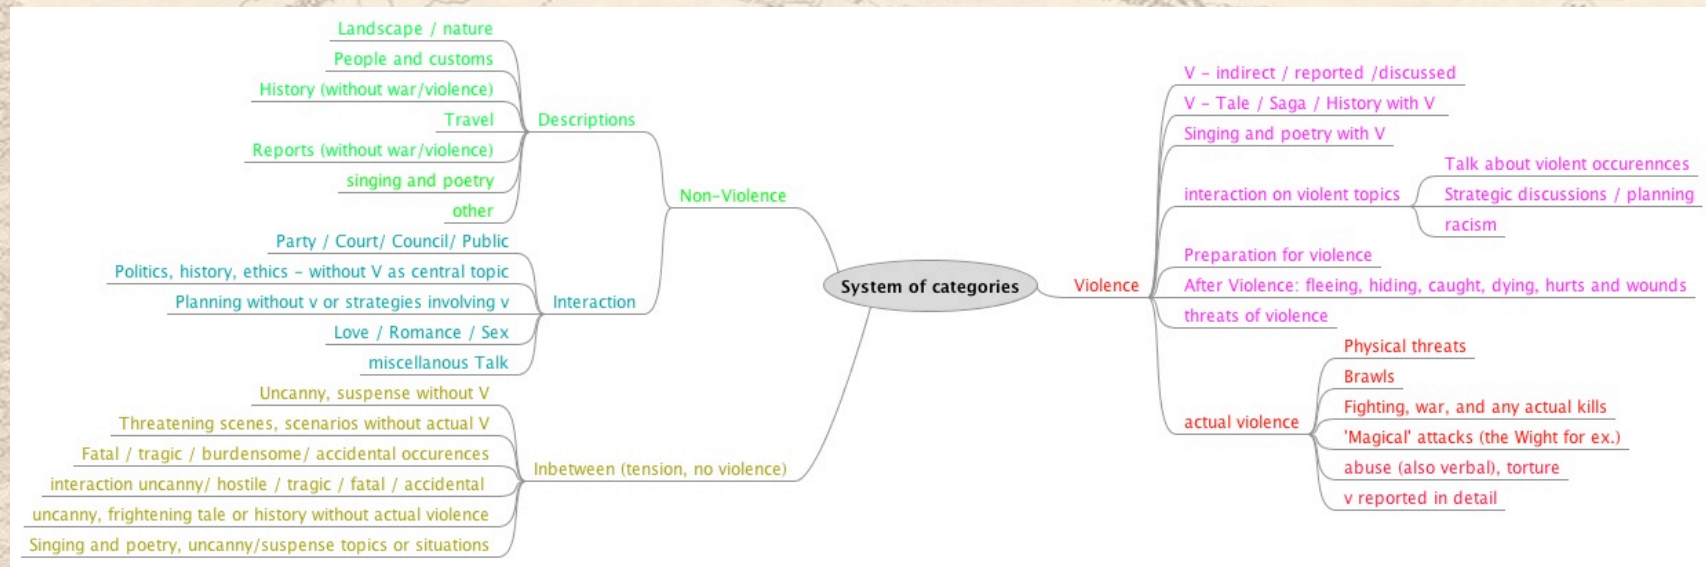 Landscape / nature
People and customs
History (without war/violence)
Travel
Reports (without war/violence)
singing and poetry
other
Descriptions
Party / Court/ Council/ Public
Politics, history, ethics – without V as central topic
Planning without v or strategies involving v
Love / Romance / Sex
miscellanous Talk
Interaction
Non-Violence
Uncanny, suspense without V
Threatening scenes, scenarios without actual V
Fatal / tragic / burdensome/ accidental occurences
interaction uncanny/ hostile / tragic / fatal / accidental
uncanny, frightening tale or history without actual violence
Singing and poetry, uncanny/suspense topics or situations
Inbetween (tension, no violence)
System of categories
Violence
V – indirect / reported /discussed
V – Tale / Saga / History with V
Singing and poetry with V
interaction on violent topics
Talk about violent occurennces
Strategic discussions / planning
racism
Preparation for violence
After Violence: fleeing, hiding, caught, dying, hurts and wounds
threats of violence
actual violence
Physical threats
Brawls
Fighting, war, and any actual kills
'Magical' attacks (the Wight for ex.)
abuse (also verbal), torture
v reported in detail